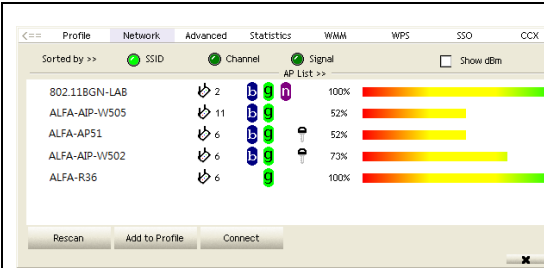 <== Profile Network Advanced Statistics WMM WPS SSO CCX
Sorted by >> SSID Channel Signal Show dBm
AP List >>
802.11BGN-LAB 2 b g n 100%
ALFA-AIP-W505 11 b g 52%
ALFA-AP51 6 b g 52%
ALFA-AIP-W502 6 b g 73%
ALFA-R36 6 g 100%
Rescan Add to Profile Connect